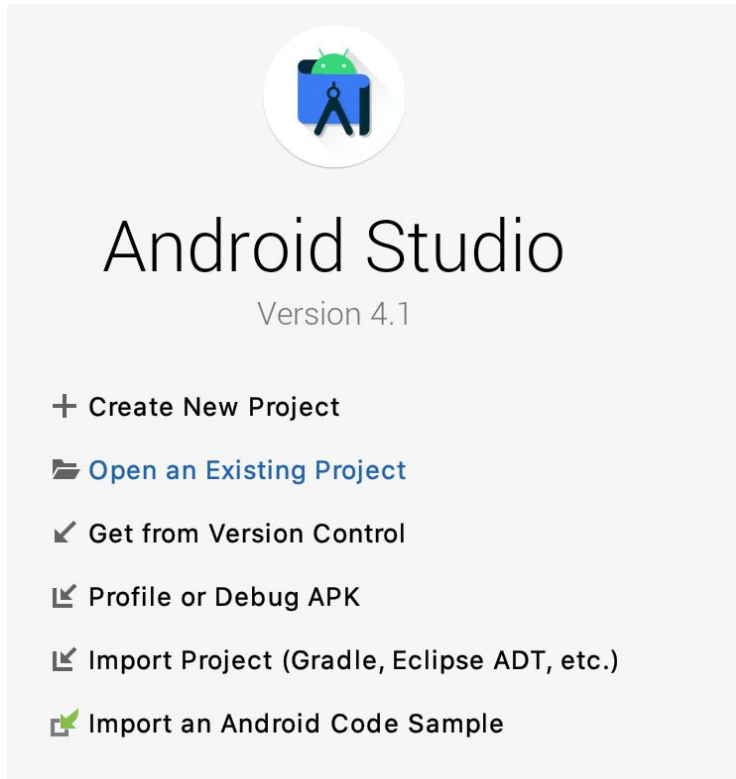 Android Studio
Version 4.1
Create New Project
Open an Existing Project
Get from Version Control
Profile or Debug APK
Import Project (Gradle, Eclipse ADT, etc.)
Import an Android Code Sample